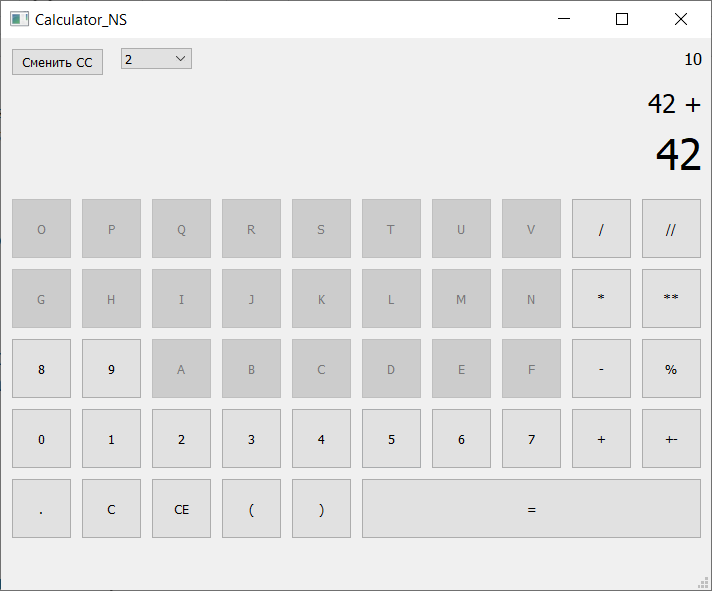 Calculator_NS
Сменить СС 2 10
42 +
42
O P Q R S T U V / //
G H I J K L M N * **
8 9 A B C D E F - %
0 1 2 3 4 5 6 7 + +-
. C CE ( ) =